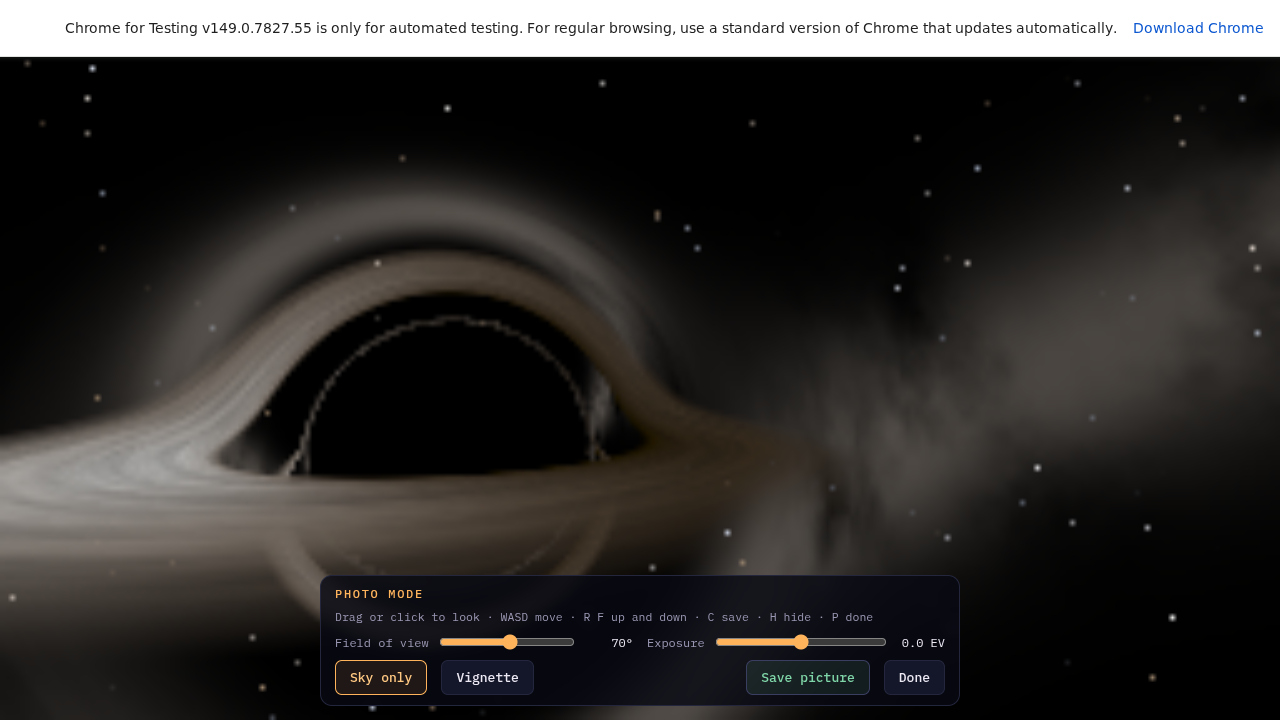 Chrome for Testing v149.0.7827.55 is only for automated testing. For regular browsing, use a standard version of Chrome that updates automatically. Download Chrome
PHOTO MODE
Drag or click to look · WASD move · R F up and down · C save · H hide · P done
Field of view 70° Exposure 0.0 EV
Sky only Vignette Save picture Done